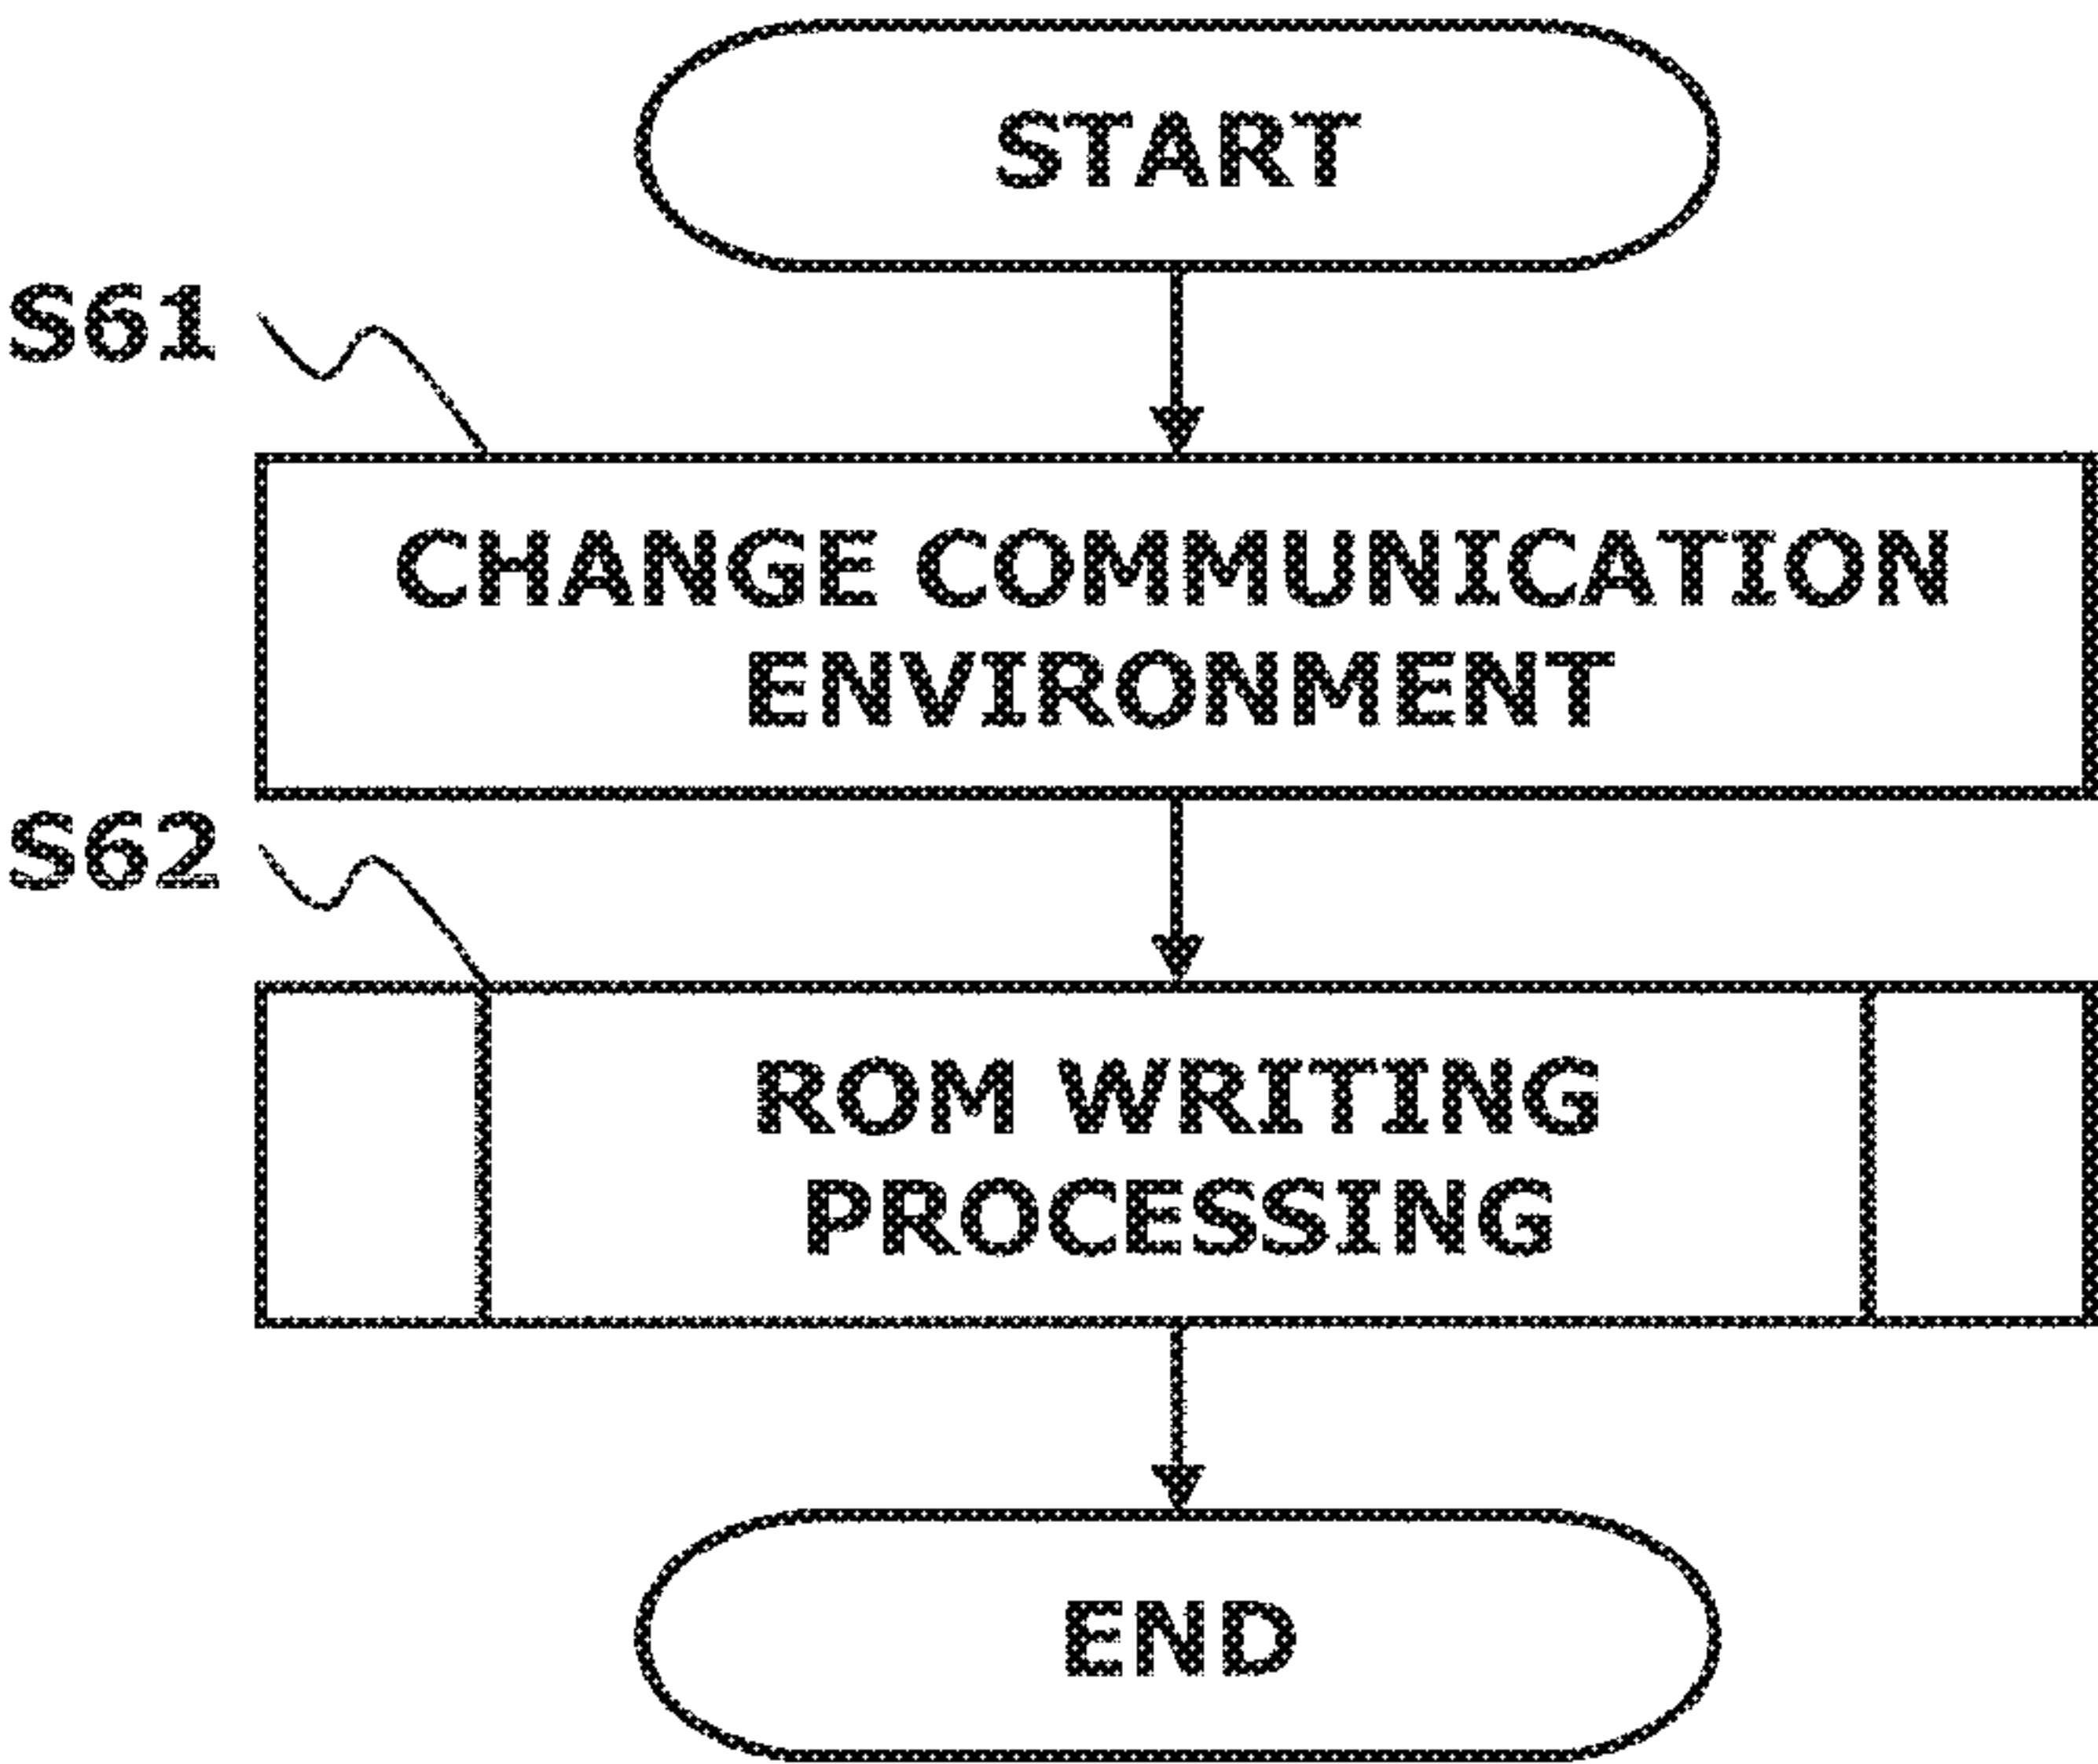 START
S61
CHANGE COMMUNICATION
ENVIRONMENT
S62
ROM WRITING
PROCESSING
END